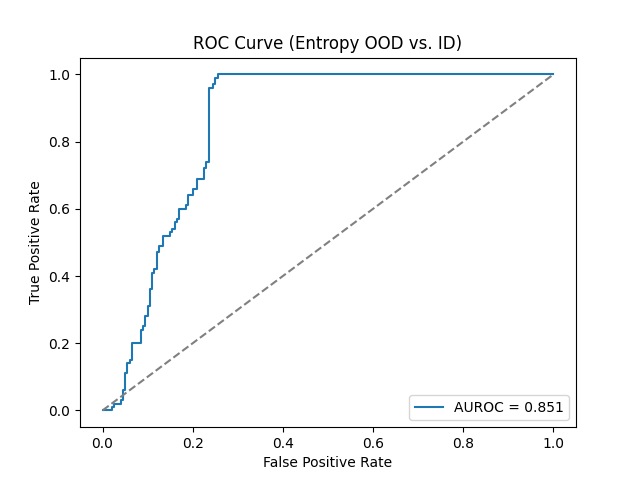 ROC Curve (Entropy OOD vs. ID)
1.0
0.8
0.6
0.4
0.2
0.0
True Positive Rate
AUROC = 0.851
0.0 0.2 0.4 0.6 0.8 1.0
False Positive Rate